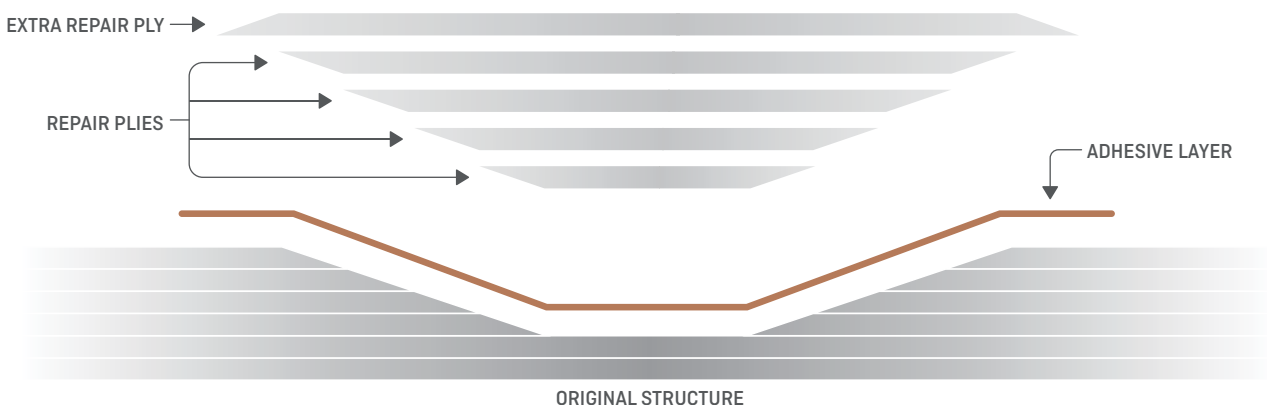 EXTRA REPAIR PLY
REPAIR PLIES
ADHESIVE LAYER
ORIGINAL STRUCTURE